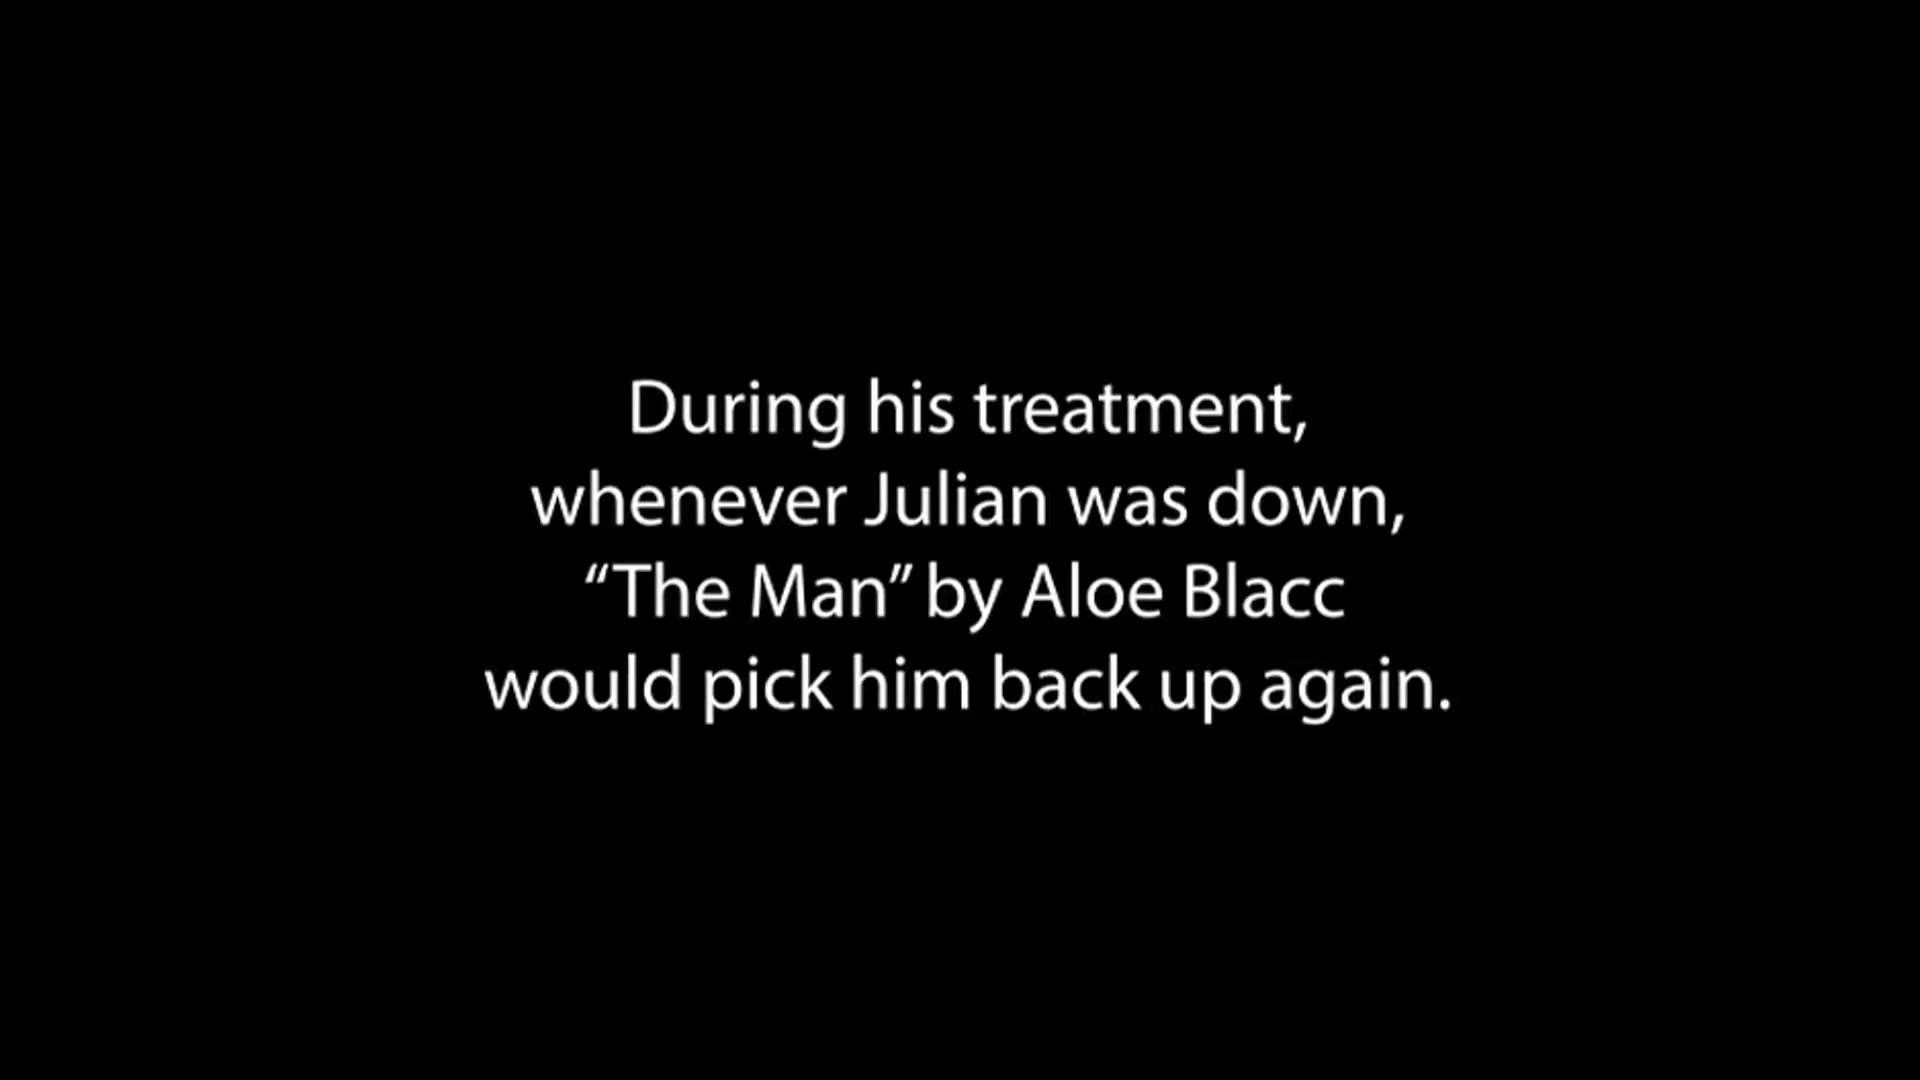 During his treatment,
whenever Julian was down,
“The Man” by Aloe Blacc
would pick him back up again.